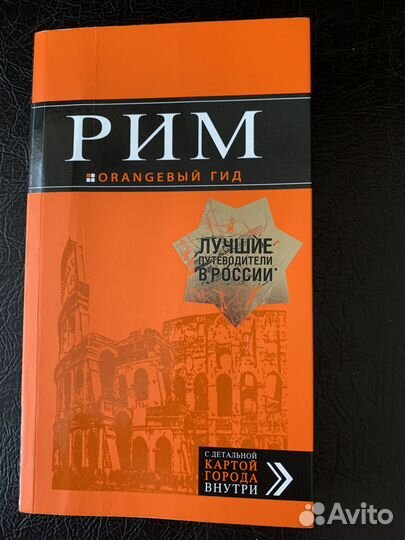 РИМ
ORANGEВЫЙ ГИД
ЛУЧШИЕ
ПУТЕВОДИТЕЛИ
В РОССИИ*
С ДЕТАЛЬНОЙ
КАРТОЙ
ГОРОДА
ВНУТРИ
Avito